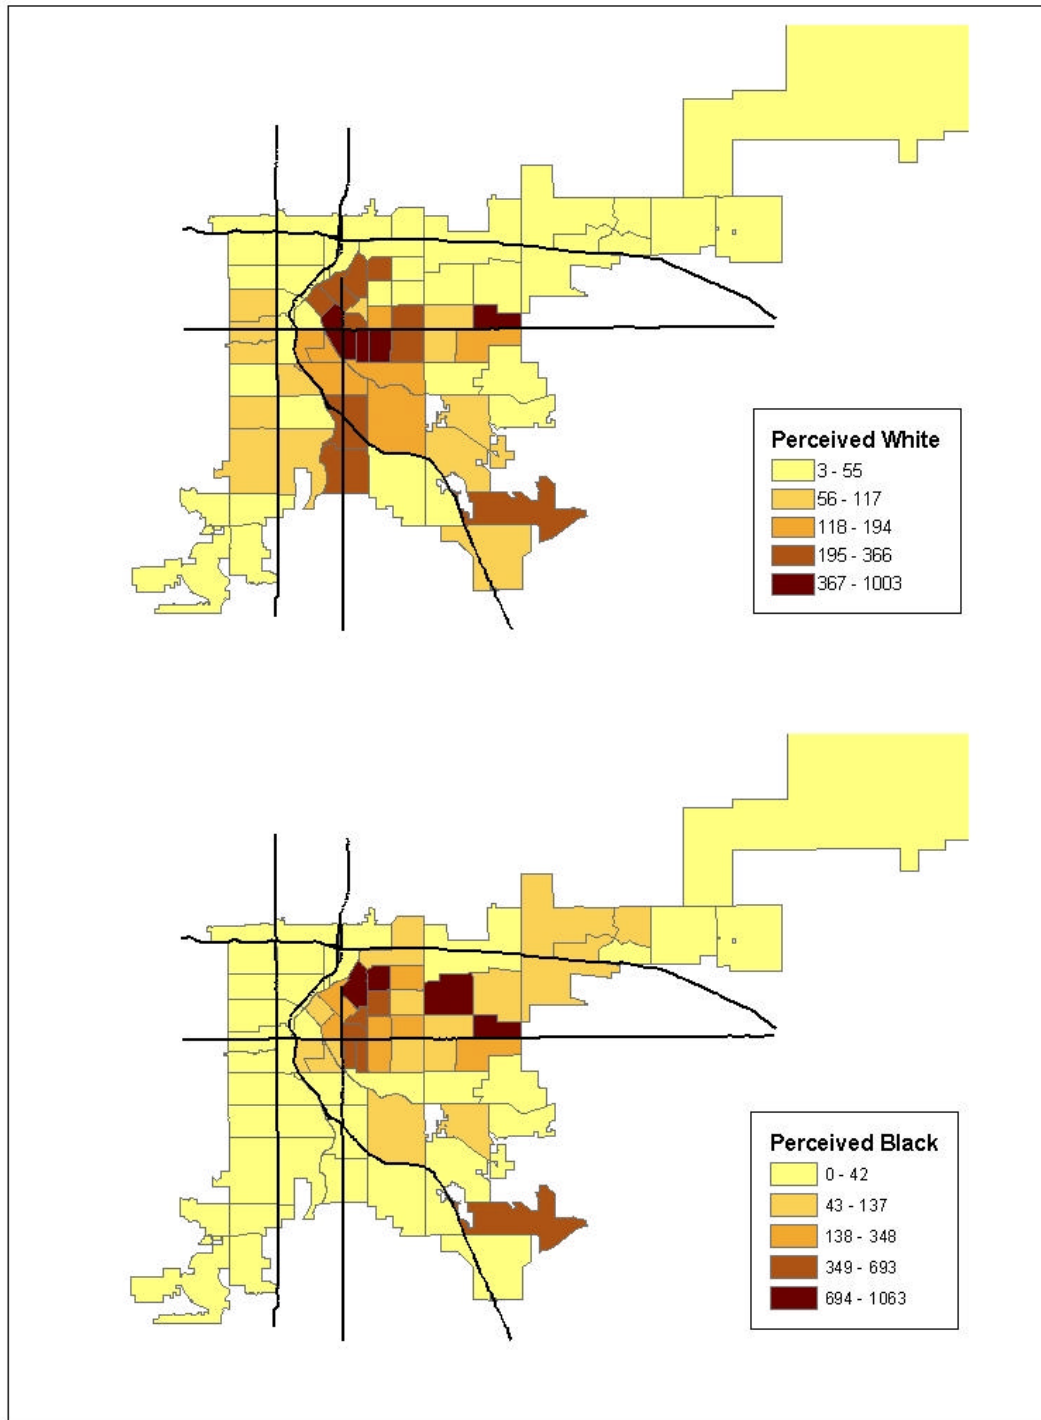 Perceived White
3 - 55
56 - 117
118 - 194
195 - 366
367 - 1003
Perceived Black
0 - 42
43 - 137
138 - 348
349 - 693
694 - 1063